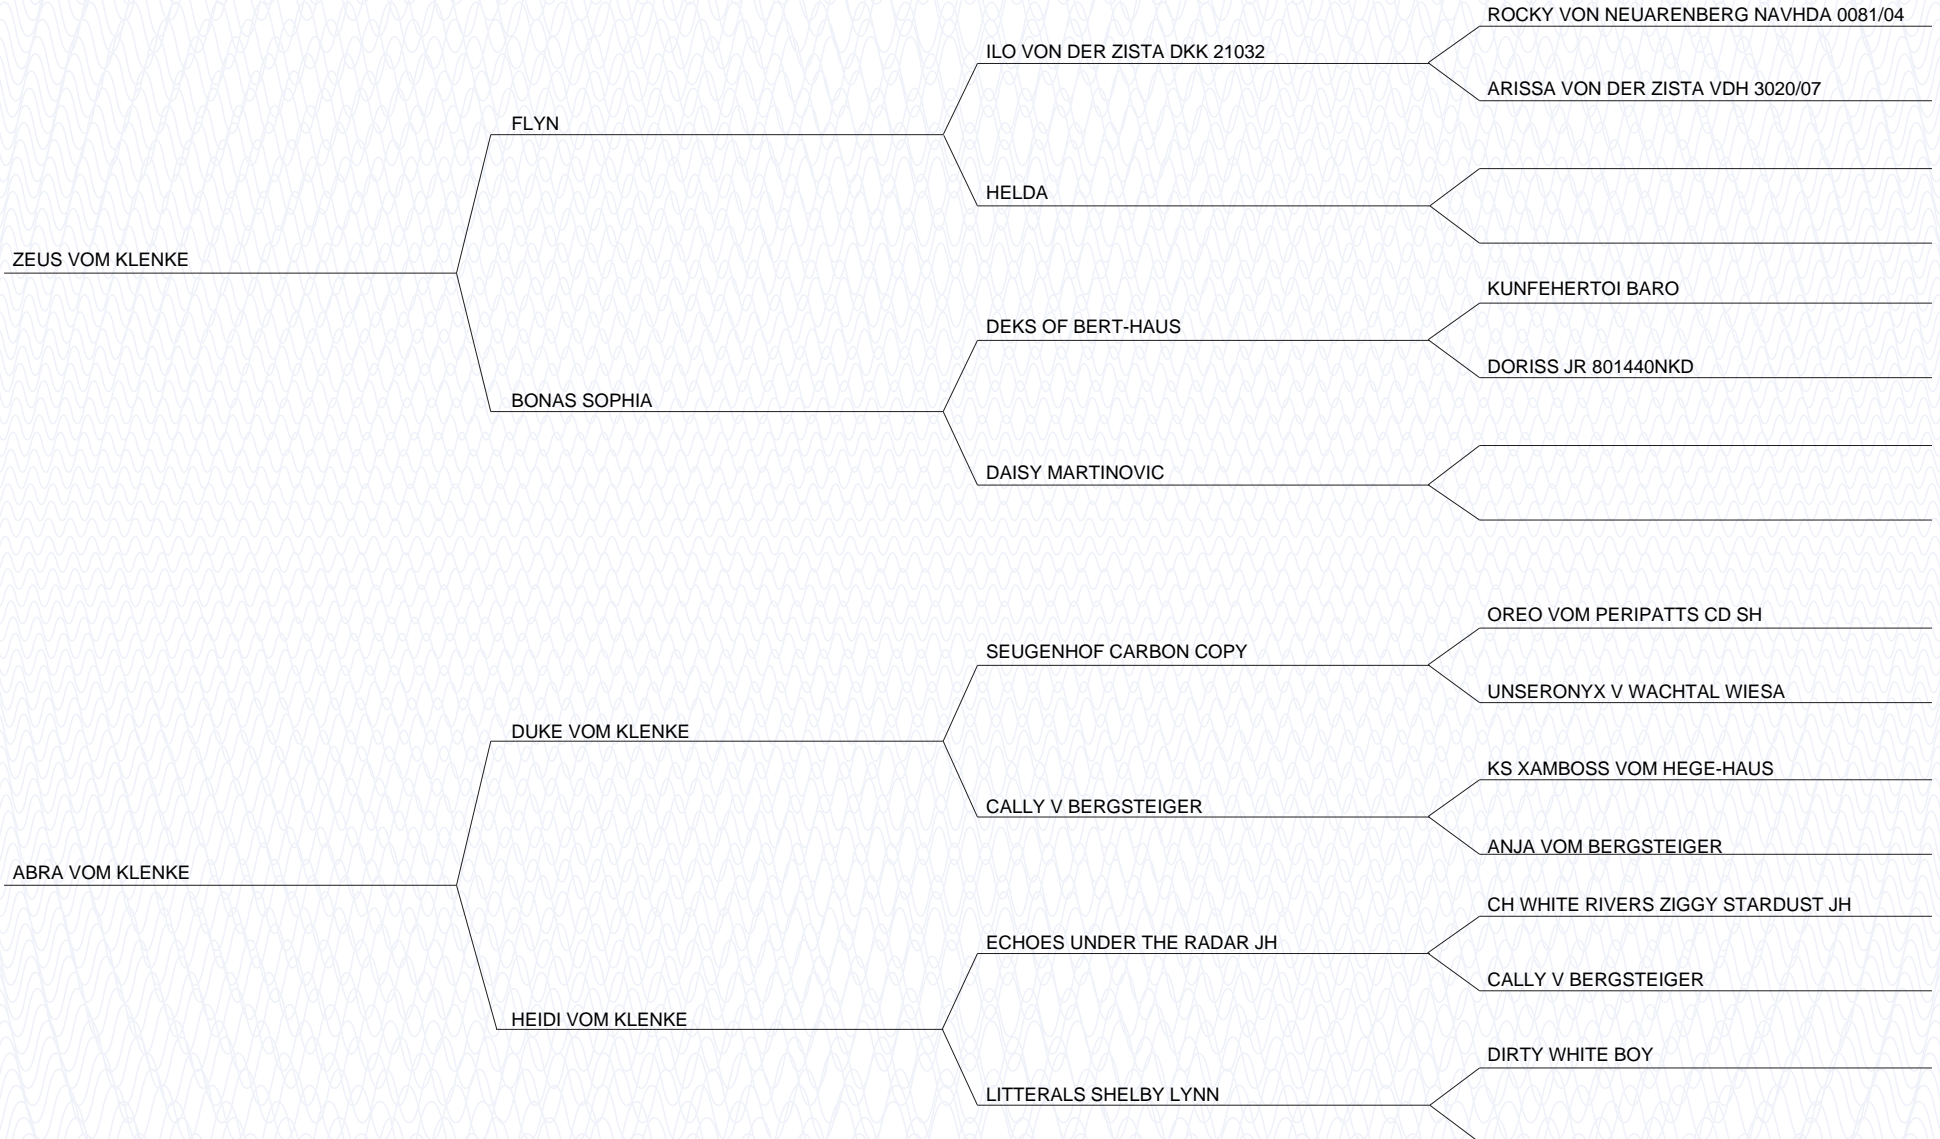 ROCKY VON NEUARENBERG NAVHDA 0081/04
ILO VON DER ZISTA DKK 21032
ARISSA VON DER ZISTA VDH 3020/07
FLYN
HELDA
ZEUS VOM KLENKE
KUNFEHERTOI BARO
DEKS OF BERT-HAUS
DORISS JR 801440NKD
BONAS SOPHIA
DAISY MARTINOVIC
OREO VOM PERIPATTS CD SH
SEUGENHOF CARBON COPY
UNSERONYX V WACHTAL WIESA
DUKE VOM KLENKE
KS XAMBOSS VOM HEGE-HAUS
CALLY V BERGSTEIGER
ANJA VOM BERGSTEIGER
ABRA VOM KLENKE
CH WHITE RIVERS ZIGGY STARDUST JH
ECHOES UNDER THE RADAR JH
CALLY V BERGSTEIGER
HEIDI VOM KLENKE
DIRTY WHITE BOY
LITTERALS SHELBY LYNN